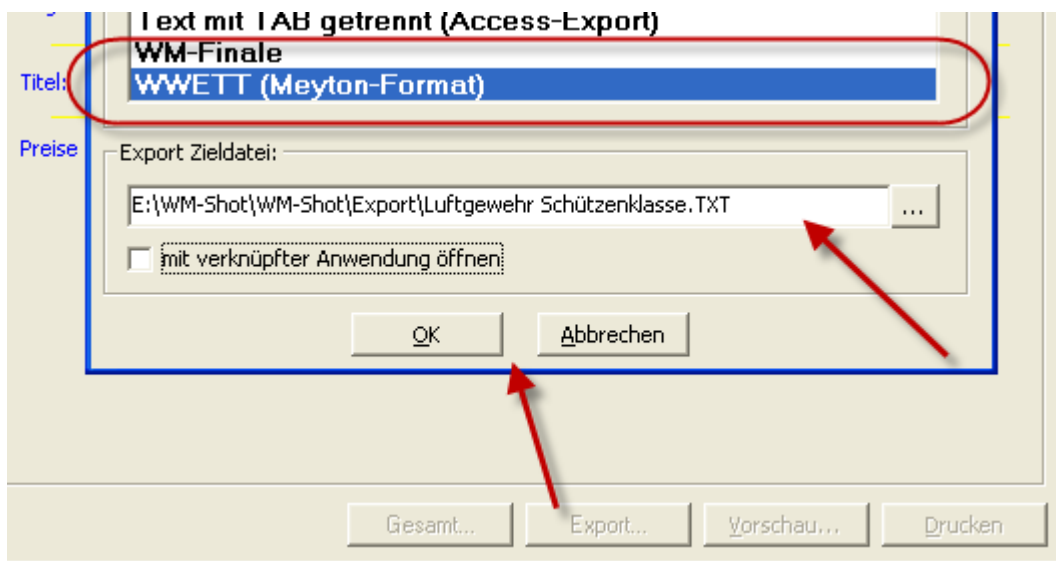 Text mit TAB getrennt (Access-Export)
WM-Finale
Titel: WWETT (Meyton-Format)
Preise Export Zieldatei:
E:\WM-Shot\WM-Shot\Export\Luftgewehr Schützenklasse.TXT ...
mit verknüpfter Anwendung öffnen
OK Abbrechen
Gesamt... Export... Vorschau... Drucken